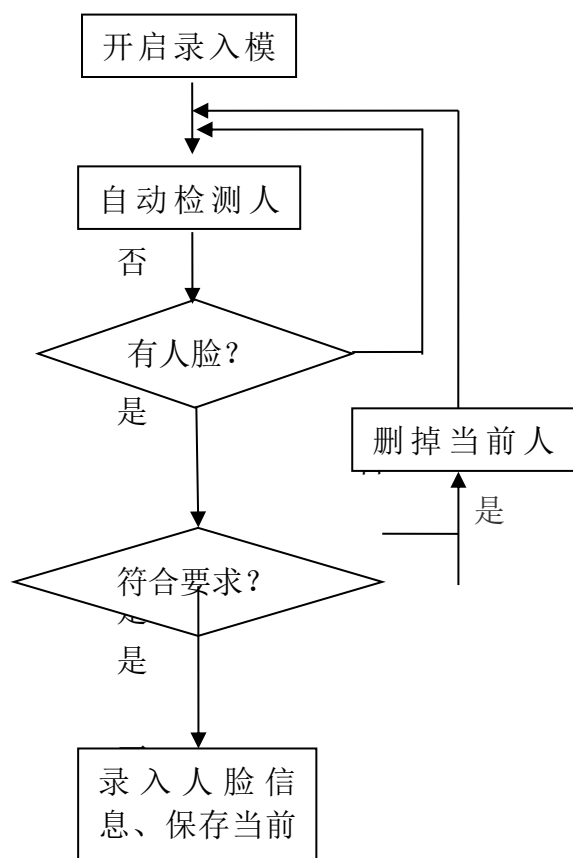 开启录入模
自动检测人
否
有人脸？
是
删掉当前人
是
符合要求？
是
录入人脸信
息、保存当前